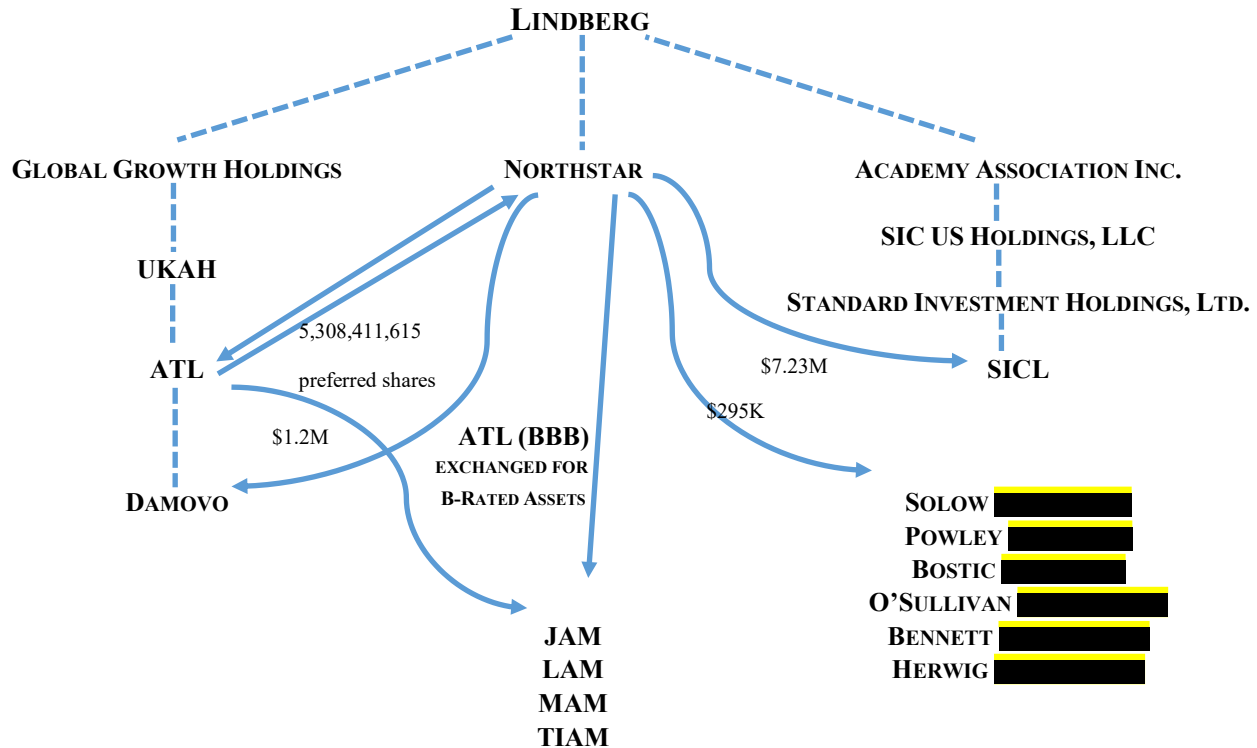 LINDBERG
GLOBAL GROWTH HOLDINGS
NORTHSTAR
ACADEMY ASSOCIATION INC.
SIC US HOLDINGS, LLC
UKAH
STANDARD INVESTMENT HOLDINGS, LTD.
5,308,411,615
preferred shares
ATL
$7.23M
SICL
$295K
$1.2M
ATL (BBB)
EXCHANGED FOR
B-RATED ASSETS
DAMOVO
SOLOW
POWLEY
BOSTIC
O’SULLIVAN
BENNETT
HERWIG
JAM
LAM
MAM
TIAM